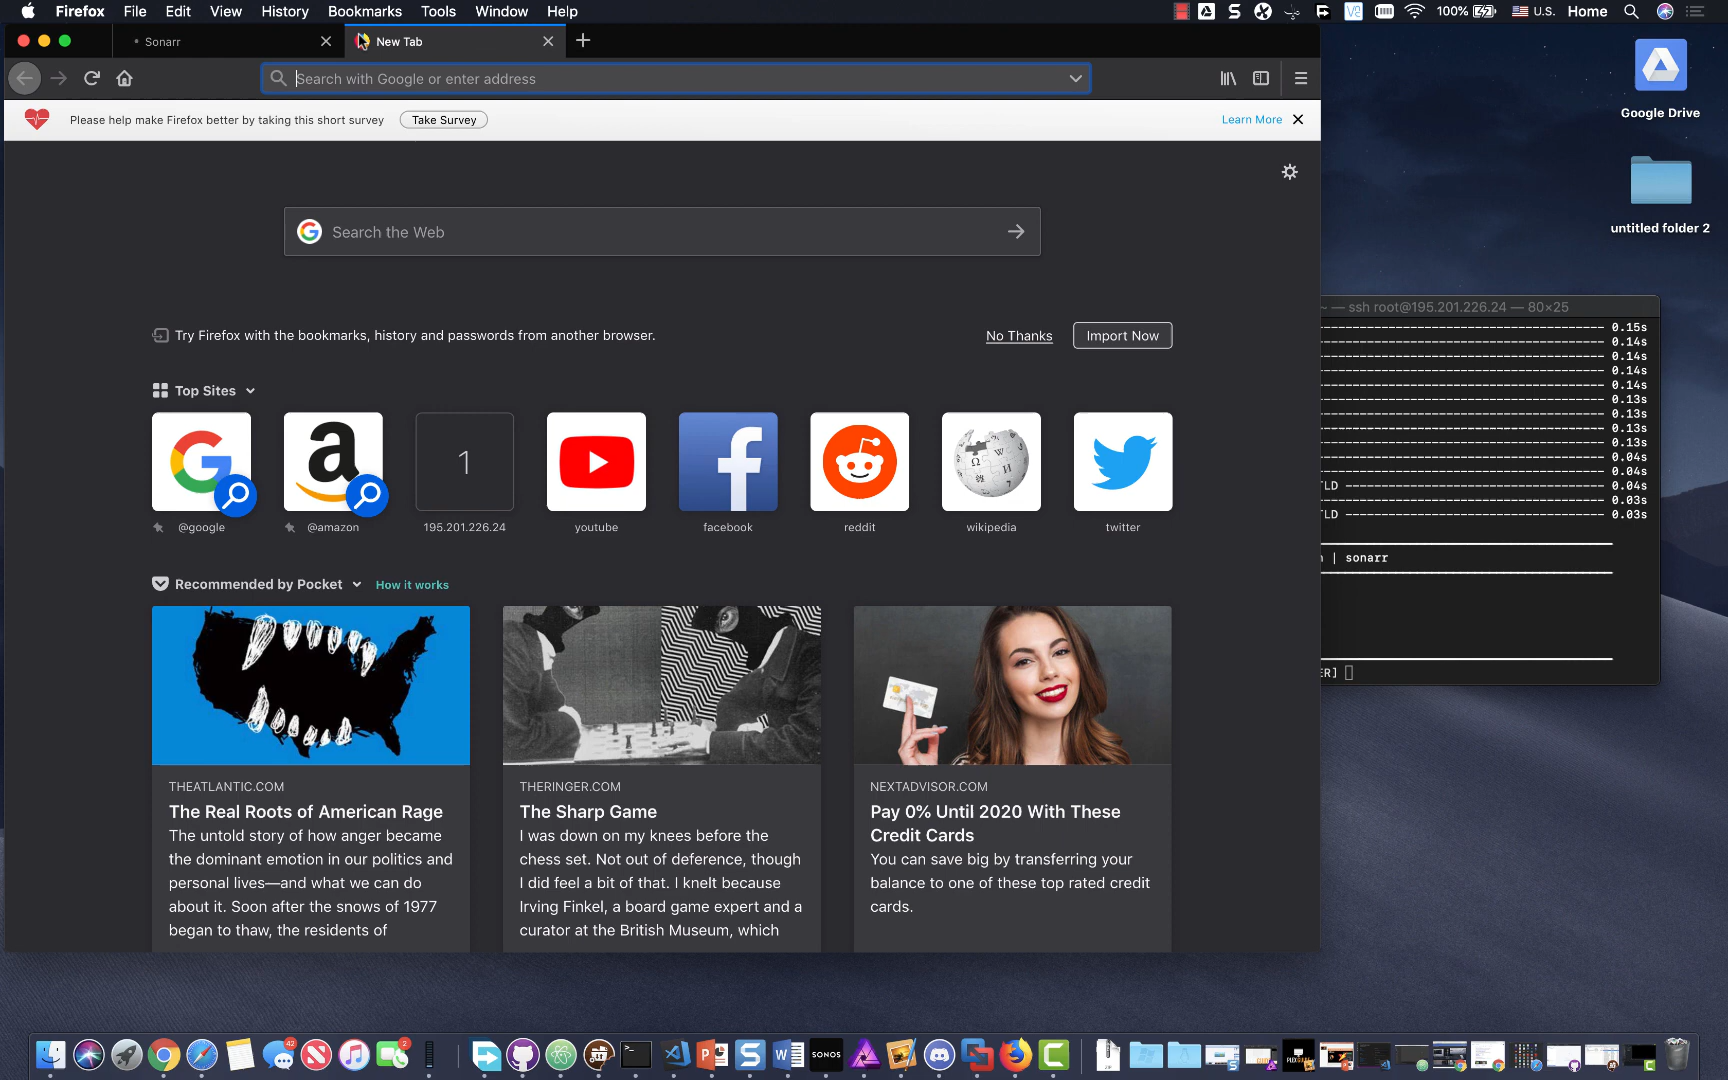 Firefox File Edit View History Bookmarks Tools Window Help
100% U.S. Home
Sonarr
New Tab
Search with Google or enter address
Please help make Firefox better by taking this short survey
Take Survey
Learn More
Google Drive
untitled folder 2
Search the Web
Try Firefox with the bookmarks, history and passwords from another browser.
No Thanks
Import Now
Top Sites
1
@google
@amazon
195.201.226.24
youtube
facebook
reddit
wikipedia
twitter
Recommended by Pocket
How it works
THEATLANTIC.COM
The Real Roots of American Rage
The untold story of how anger became
the dominant emotion in our politics and
personal lives—and what we can do
about it. Soon after the snows of 1977
began to thaw, the residents of
THERINGER.COM
The Sharp Game
I was down on my knees before the
chess set. Not out of deference, though
I did feel a bit of that. I knelt because
Irving Finkel, a board game expert and a
curator at the British Museum, which
NEXTADVISOR.COM
Pay 0% Until 2020 With These
Credit Cards
You can save big by transferring your
balance to one of these top rated credit
cards.
~ — ssh root@195.201.226.24 — 80×25
--- 0.15s
--- 0.14s
--- 0.14s
--- 0.14s
--- 0.14s
--- 0.13s
--- 0.13s
--- 0.13s
--- 0.13s
--- 0.04s
--- 0.04s
TLD --- 0.04s
--- 0.03s
TLD --- 0.03s
| sonarr
ER]
42
2
SONOS